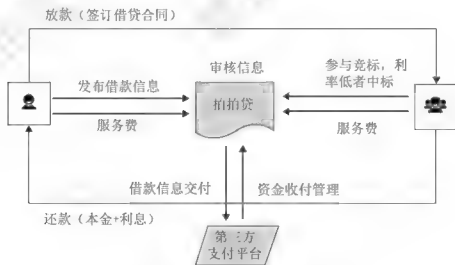 放款（签订借贷合同）
审核信息
发布借款信息
参与竞标，利
率低者中标
拍拍贷
服务费
服务费
借款信息交付
资金收付管理
还款（本金+利息）
第三方
支付平台